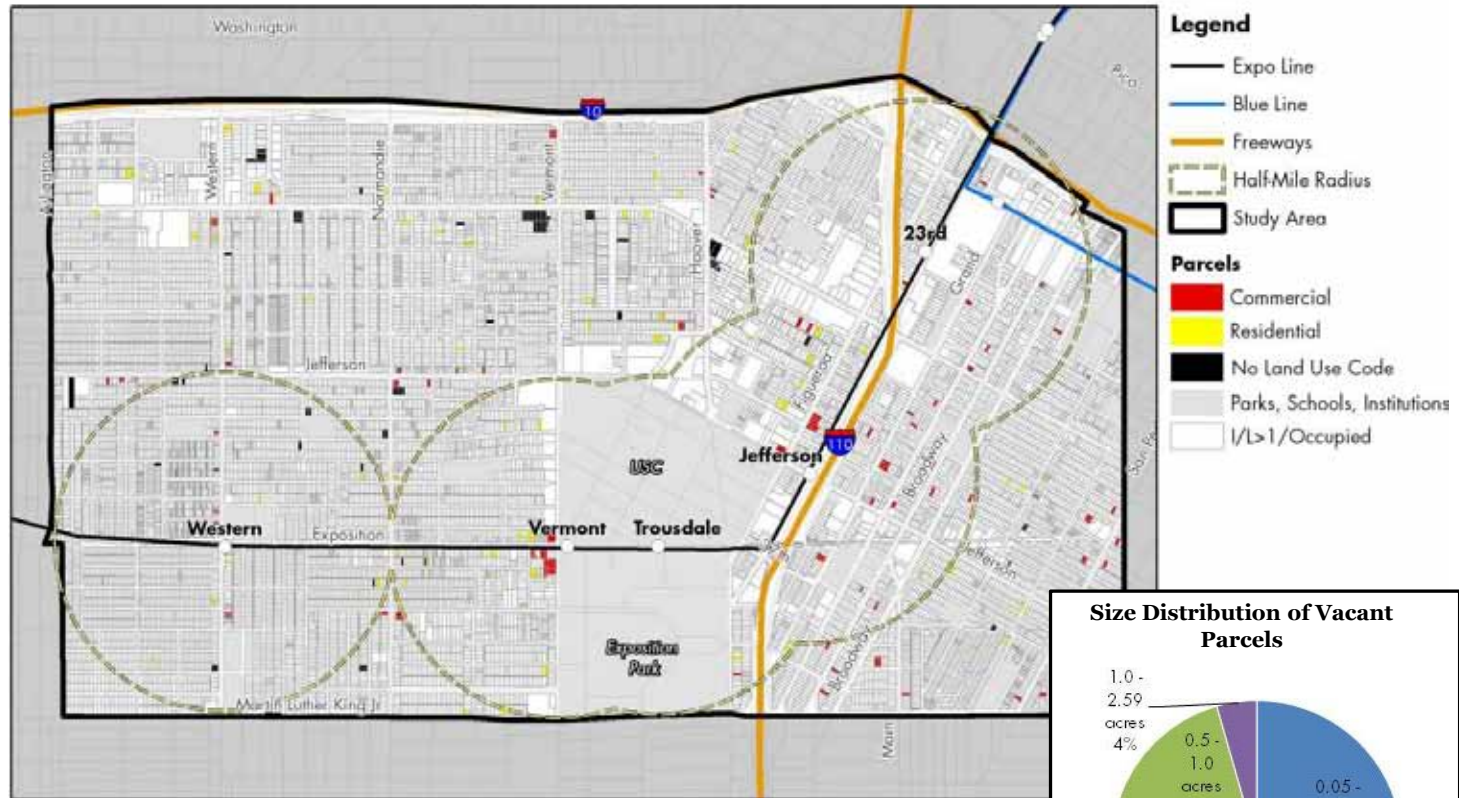 Washington
Pico
10
Arlington
Western
Normandie
Vermont
Hoover
23rd
Grand
Jefferson
Figueroa
110
Jefferson
Broadway
USC
Western
Exposition
Vermont
Trousdale
Jefferson
Exposition
Park
Broadway
Martin Luther King Jr
Main
Legend
Expo Line
Blue Line
Freeways
Half-Mile Radius
Study Area
Parcels
Commercial
Residential
No Land Use Code
Parks, Schools, Institutions
I/L>1/Occupied
Size Distribution of Vacant
Parcels
1.0 -
2.59
acres
4%
0.5 -
1.0
acres
0.05 -